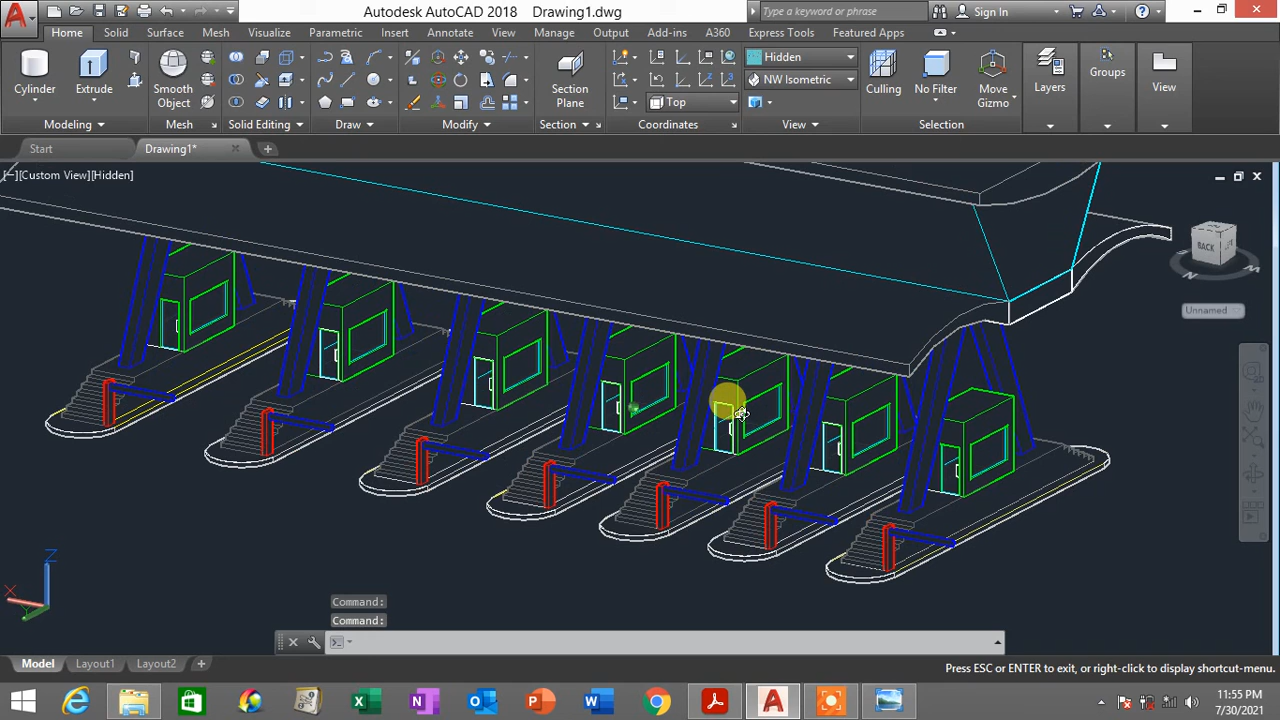 Autodesk AutoCAD 2018 Drawing1.dwg
Type a keyword or phrase
Sign In
Home Solid Surface Mesh Visualize Parametric Insert Annotate View Manage Output Add-ins A360 Express Tools Featured Apps
Cylinder
Extrude
Smooth
Object
Section
Plane
Hidden
NW Isometric
Top
Culling
No Filter
Move
Gizmo
Layers
Groups
View
Modeling
Mesh
Solid Editing
Draw
Modify
Section
Coordinates
View
Selection
Start
Drawing1*
[−][Custom View][Hidden]
BACK
N
Unnamed
Z
X
Command:
Command:
Model
Layout1
Layout2
Press ESC or ENTER to exit, or right-click to display shortcut-menu.
11:55 PM
7/30/2021